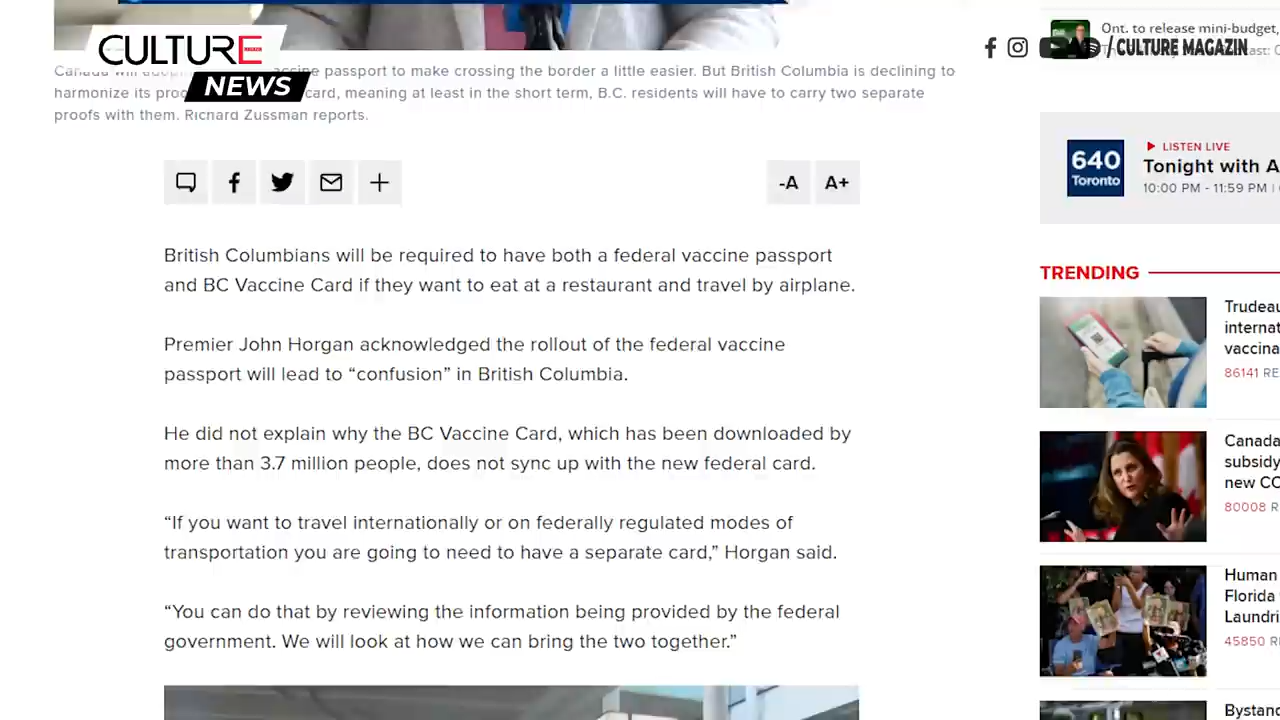 CULTURE
NEWS
/ CULTURE MAGAZIN
Ont. to release mini-budget,
Canada will
passport to make crossing the border a little easier. But British Columbia is declining to
harmonize its
card, meaning at least in the short term, B.C. residents will have to carry two separate
proofs with them. Richard Zussman reports.
-A A+
British Columbians will be required to have both a federal vaccine passport
and BC Vaccine Card if they want to eat at a restaurant and travel by airplane.
Premier John Horgan acknowledged the rollout of the federal vaccine
passport will lead to “confusion” in British Columbia.
He did not explain why the BC Vaccine Card, which has been downloaded by
more than 3.7 million people, does not sync up with the new federal card.
“If you want to travel internationally or on federally regulated modes of
transportation you are going to need to have a separate card,” Horgan said.
“You can do that by reviewing the information being provided by the federal
government. We will look at how we can bring the two together.”
640
Toronto
LISTEN LIVE
Tonight with A
10:00 PM - 11:59 PM
TRENDING
Trudeau
internat
vaccina
86141 RE
Canada
subsidy
new CO
80008 R
Human
Florida
Laundri
45850 R
Bystand